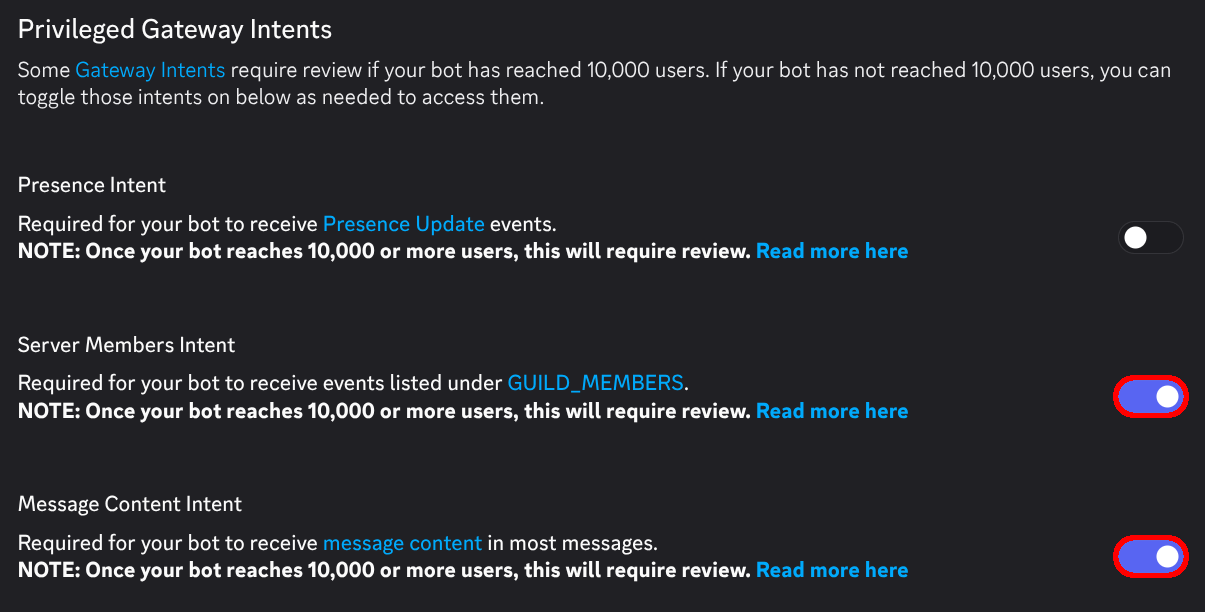 Privileged Gateway Intents
Some Gateway Intents require review if your bot has reached 10,000 users. If your bot has not reached 10,000 users, you can
toggle those intents on below as needed to access them.
Presence Intent
Required for your bot to receive Presence Update events.
NOTE: Once your bot reaches 10,000 or more users, this will require review. Read more here
Server Members Intent
Required for your bot to receive events listed under GUILD_MEMBERS.
NOTE: Once your bot reaches 10,000 or more users, this will require review. Read more here
Message Content Intent
Required for your bot to receive message content in most messages.
NOTE: Once your bot reaches 10,000 or more users, this will require review. Read more here